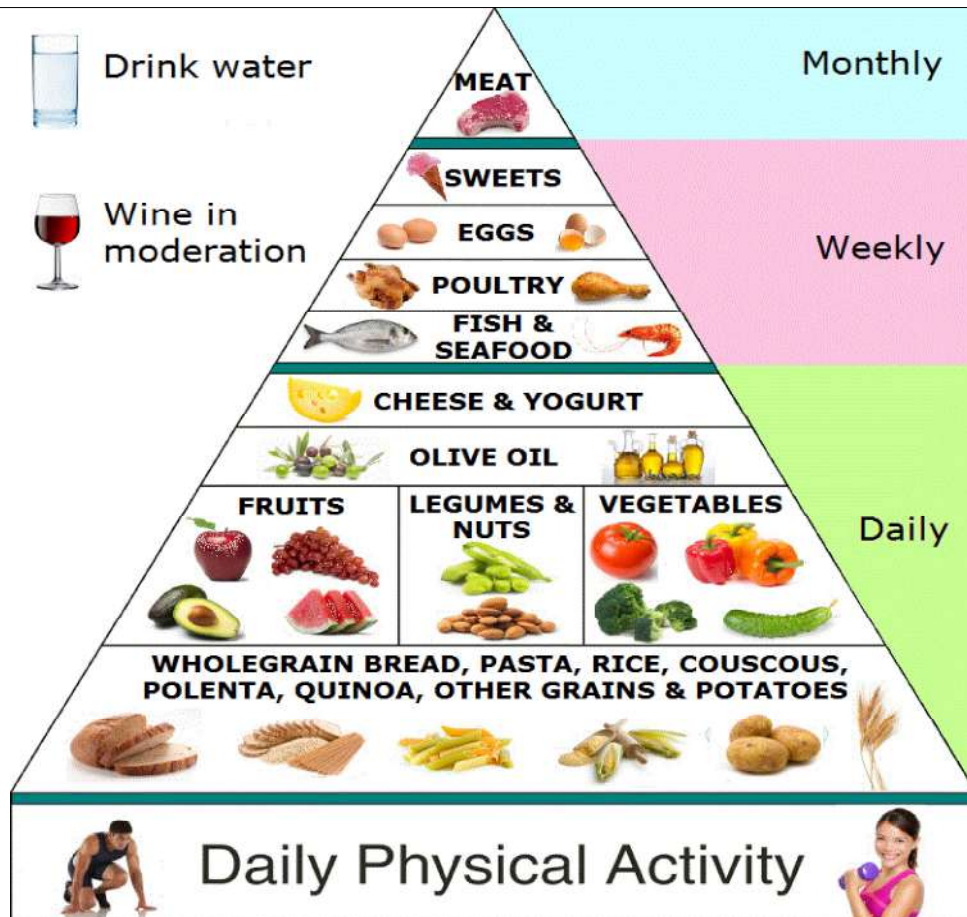 Drink water
Wine in
moderation
MEAT
Monthly
SWEETS
EGGS
POULTRY
FISH &
SEAFOOD
Weekly
CHEESE & YOGURT
OLIVE OIL
FRUITS
LEGUMES &
NUTS
VEGETABLES
Daily
WHOLEGRAIN BREAD, PASTA, RICE, COUSCOUS,
POLENTA, QUINOA, OTHER GRAINS & POTATOES
Daily Physical Activity